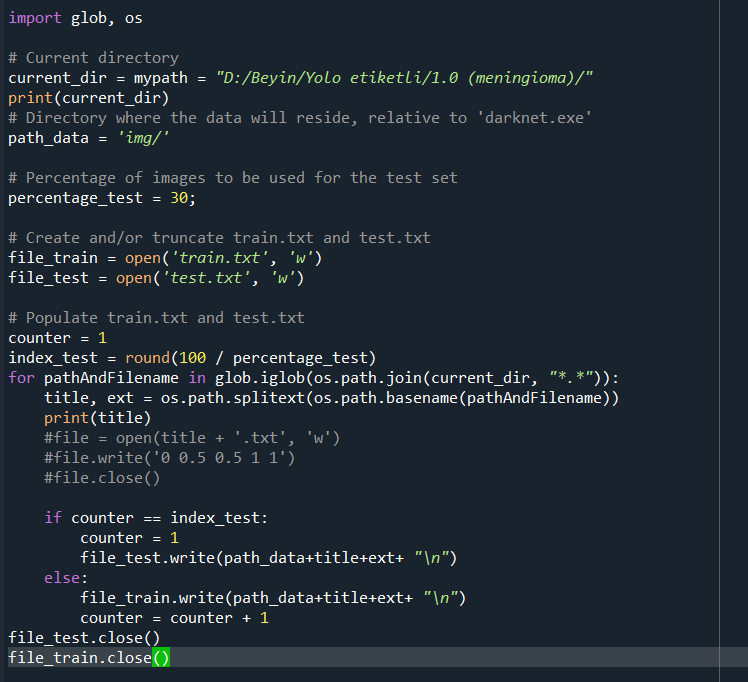 import glob, os
# Current directory
current_dir = mypath = "D:/Beyin/Yolo etiketli/1.0 (meningioma)/"
print(current_dir)
# Directory where the data will reside, relative to 'darknet.exe'
path_data = 'img/'
# Percentage of images to be used for the test set
percentage_test = 30;
# Create and/or truncate train.txt and test.txt
file_train = open('train.txt', 'w')
file_test = open('test.txt', 'w')
# Populate train.txt and test.txt
counter = 1
index_test = round(100 / percentage_test)
for pathAndFilename in glob.iglob(os.path.join(current_dir, "*.*")):
    title, ext = os.path.splitext(os.path.basename(pathAndFilename))
    print(title)
    #file = open(title + '.txt', 'w')
    #file.write('0 0.5 0.5 1 1')
    #file.close()
    if counter == index_test:
        counter = 1
        file_test.write(path_data+title+ext+ "\n")
    else:
        file_train.write(path_data+title+ext+ "\n")
        counter = counter + 1
file_test.close()
file_train.close()